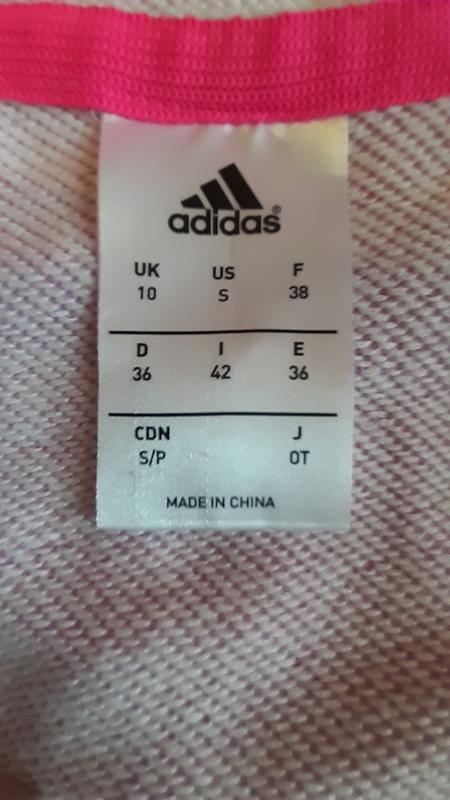 adidas®
UK US F
10 S 38
D I E
36 42 36
CDN J
S/P OT
MADE IN CHINA